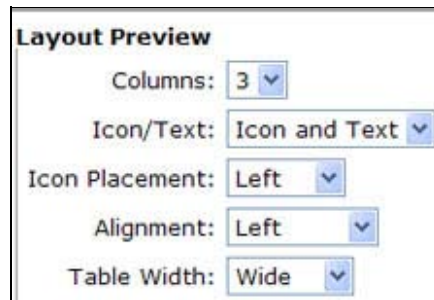 Layout Preview
Columns: 3
Icon/Text: Icon and Text
Icon Placement: Left
Alignment: Left
Table Width: Wide